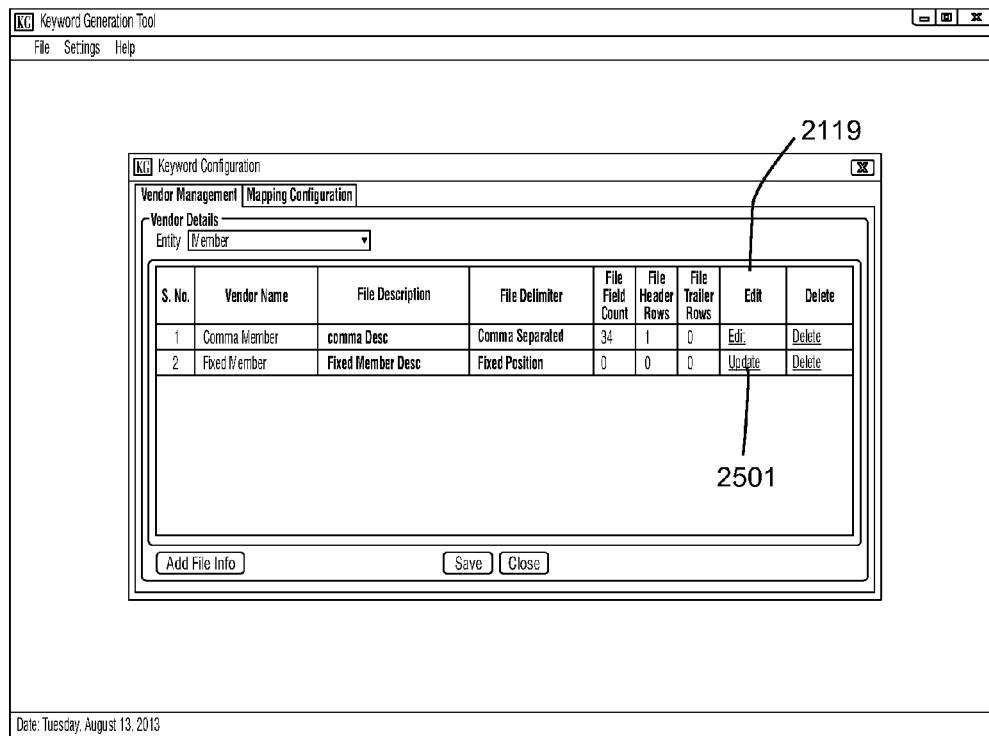 KG Keyword Generation Tool
File Settings Help
2119
KG Keyword Configuration
Vendor Management Mapping Configuration
Vendor Details
Entity Member
S. No. Vendor Name File Description File Delimiter File Field Count File Header Rows File Trailer Rows Edit Delete
1 Comma Member comma Desc Comma Separated 34 1 0 Edit Delete
2 Fixed Member Fixed Member Desc Fixed Position 0 0 0 Update Delete
2501
Add File Info Save Close
Date: Tuesday, August 13, 2013